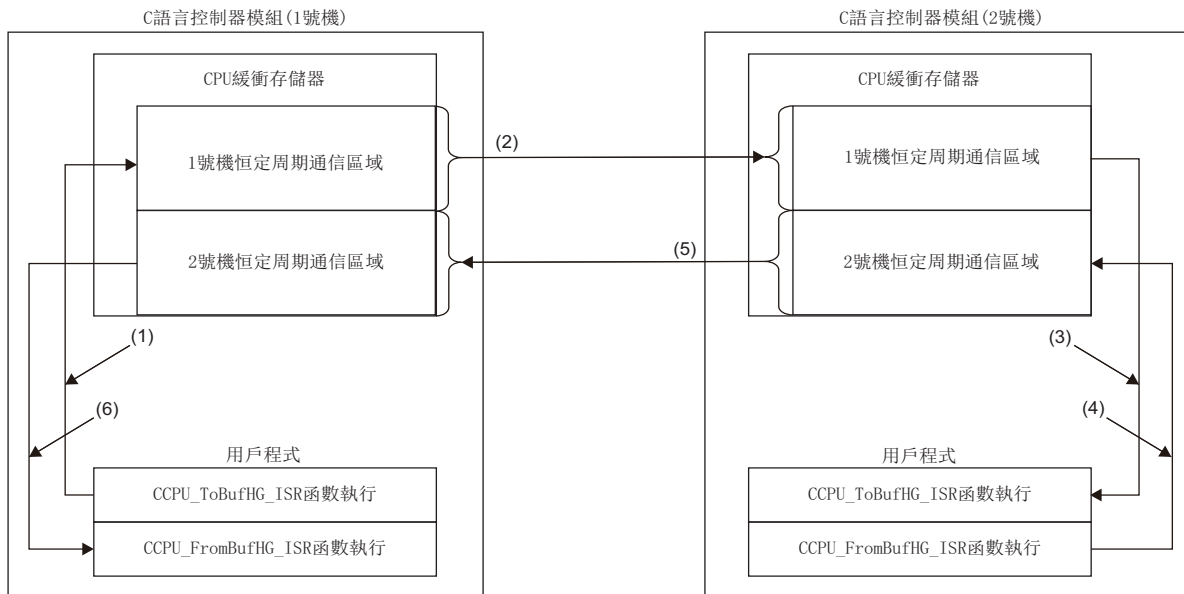 C語言控制器模組(1號機)
CPU緩衝存儲器
1號機恒定周期通信區域
2號機恒定周期通信區域
(1)
(6)
用戶程式
CCPU_ToBufHG_ISR函數執行
CCPU_FromBufHG_ISR函數執行
(2)
(5)
C語言控制器模組(2號機)
CPU緩衝存儲器
1號機恒定周期通信區域
2號機恒定周期通信區域
(3)
(4)
用戶程式
CCPU_ToBufHG_ISR函數執行
CCPU_FromBufHG_ISR函數執行